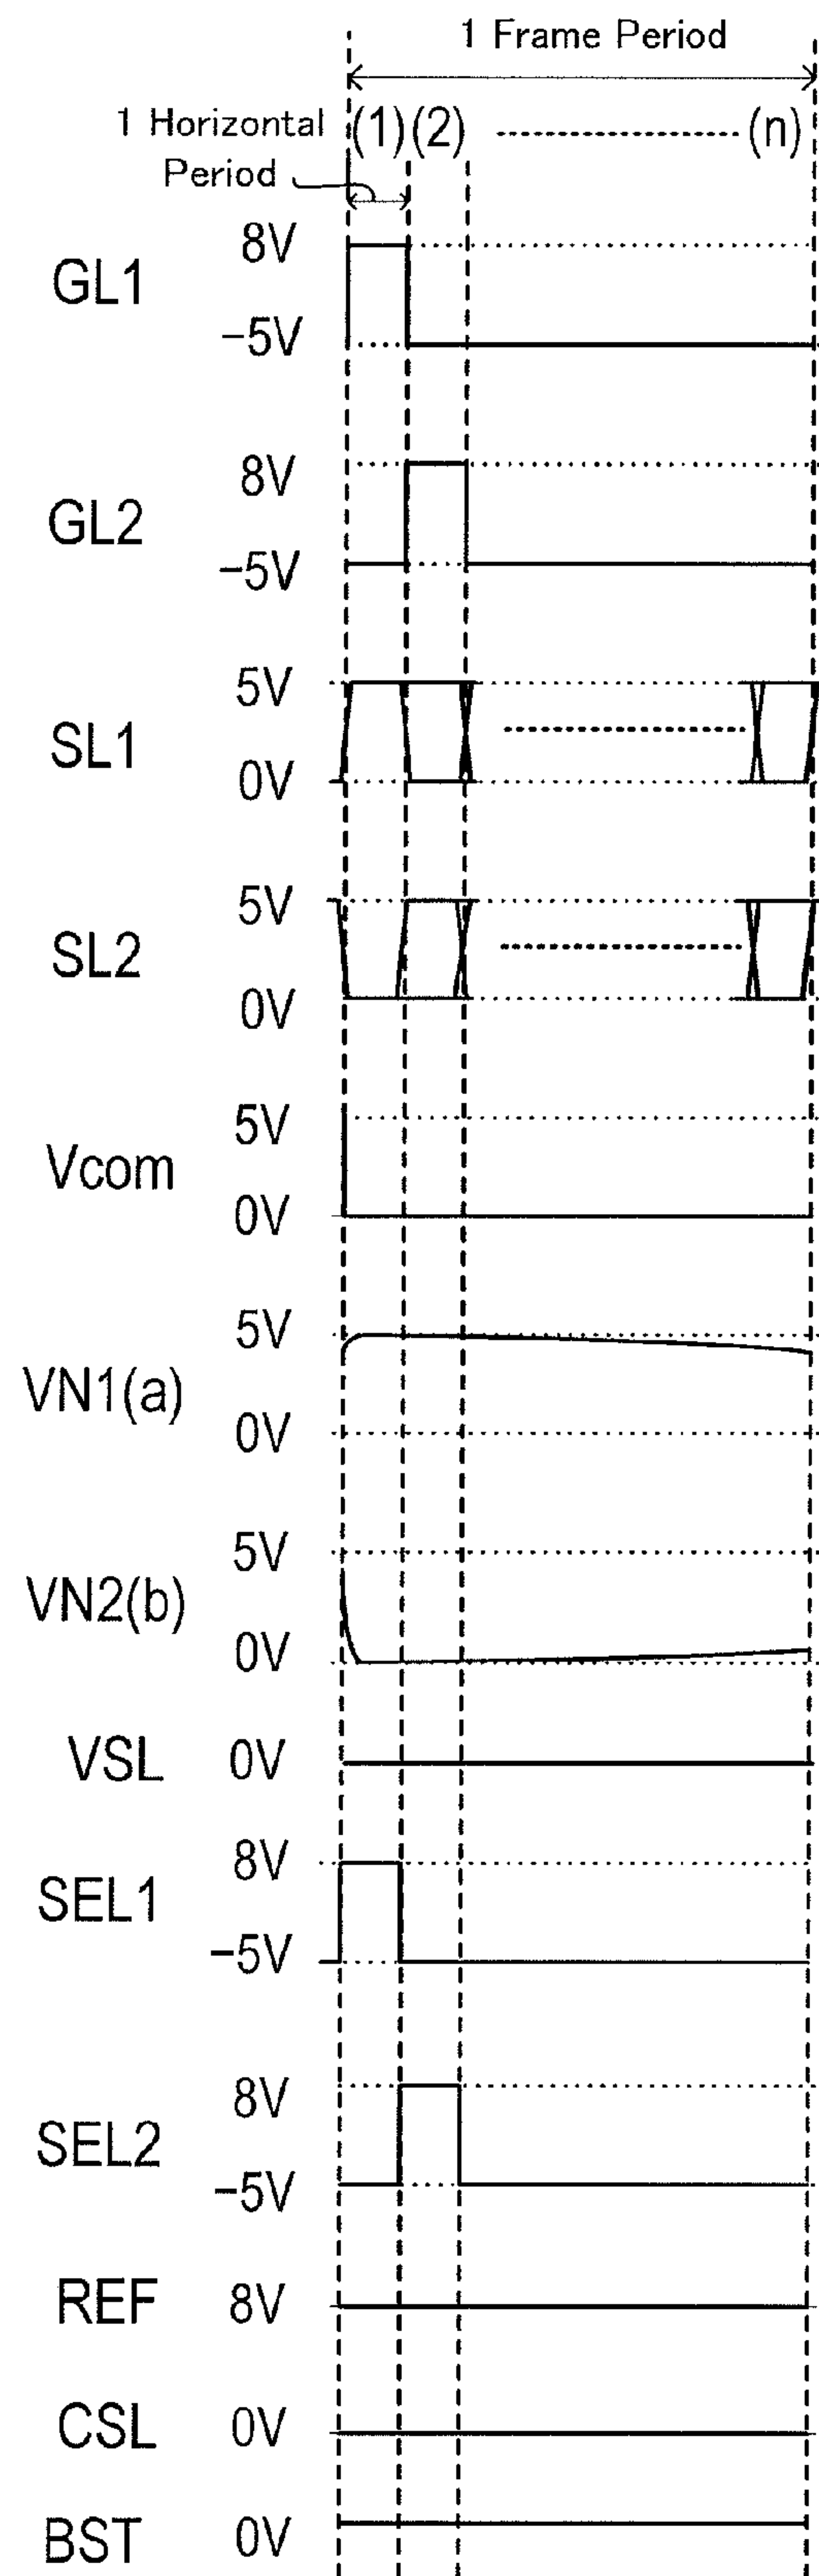 1 Frame Period
1 Horizontal Period
(1) (2) (n)
GL1 8V -5V
GL2 8V -5V
SL1 5V 0V
SL2 5V 0V
Vcom 5V 0V
VN1(a) 5V 0V
VN2(b) 5V 0V
VSL 0V
SEL1 8V -5V
SEL2 8V -5V
REF 8V
CSL 0V
BST 0V